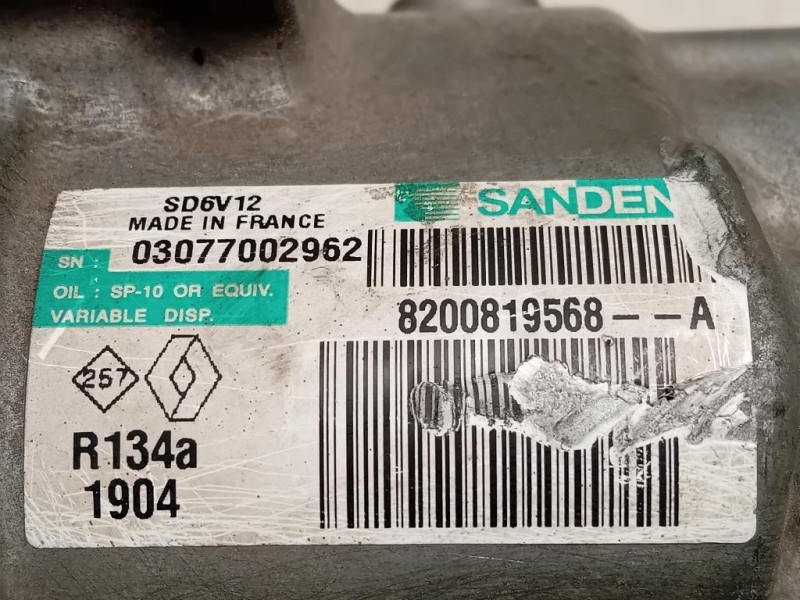 SD6V12
MADE IN FRANCE
SANDEN
SN : 03077002962
OIL : SP-10 OR EQUIV.
VARIABLE DISP.
8200819568--A
257
R134a
1904